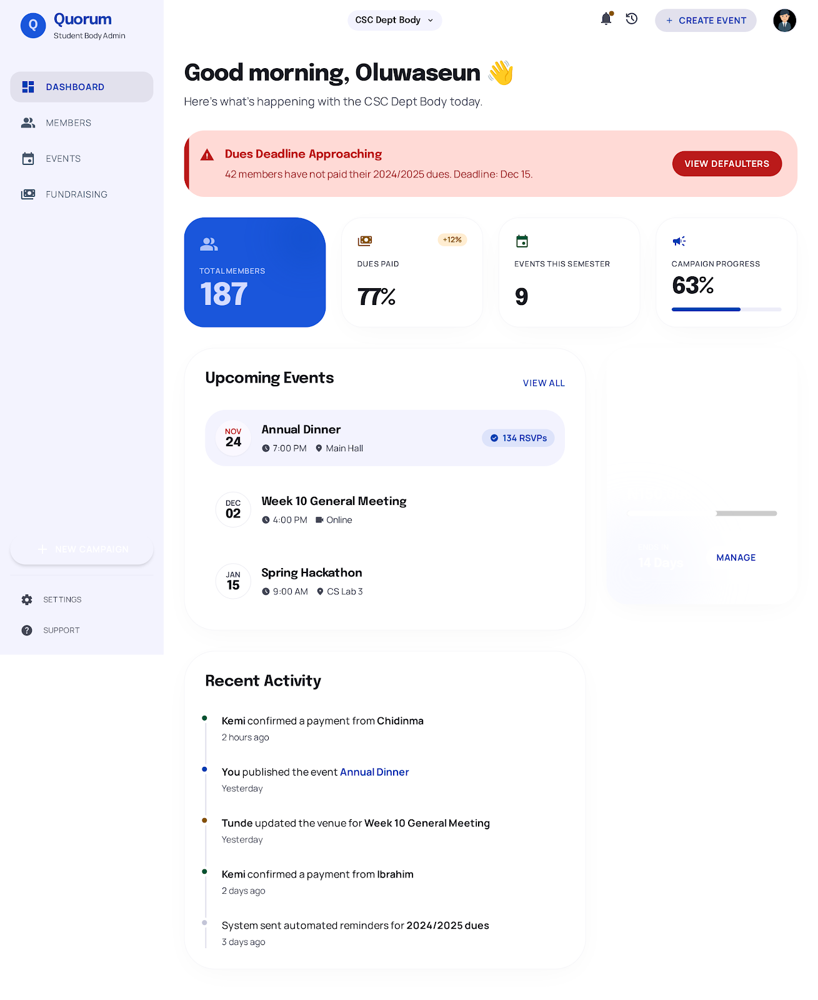 Q
Quorum
Student Body Admin
DASHBOARD
MEMBERS
EVENTS
FUNDRAISING
+ NEW CAMPAIGN
SETTINGS
SUPPORT
CSC Dept Body
+ CREATE EVENT
Good morning, Oluwaseun 👋
Here's what's happening with the CSC Dept Body today.
Dues Deadline Approaching
42 members have not paid their 2024/2025 dues. Deadline: Dec 15.
VIEW DEFAULTERS
TOTAL MEMBERS
187
+12%
DUES PAID
77%
EVENTS THIS SEMESTER
9
CAMPAIGN PROGRESS
63%
Upcoming Events
VIEW ALL
NOV
24
Annual Dinner
7:00 PM Main Hall
134 RSVPs
DEC
02
Week 10 General Meeting
4:00 PM Online
JAN
15
Spring Hackathon
9:00 AM CS Lab 3
14 Days
MANAGE
Recent Activity
Kemi confirmed a payment from Chidinma
2 hours ago
You published the event Annual Dinner
Yesterday
Tunde updated the venue for Week 10 General Meeting
Yesterday
Kemi confirmed a payment from Ibrahim
2 days ago
System sent automated reminders for 2024/2025 dues
3 days ago